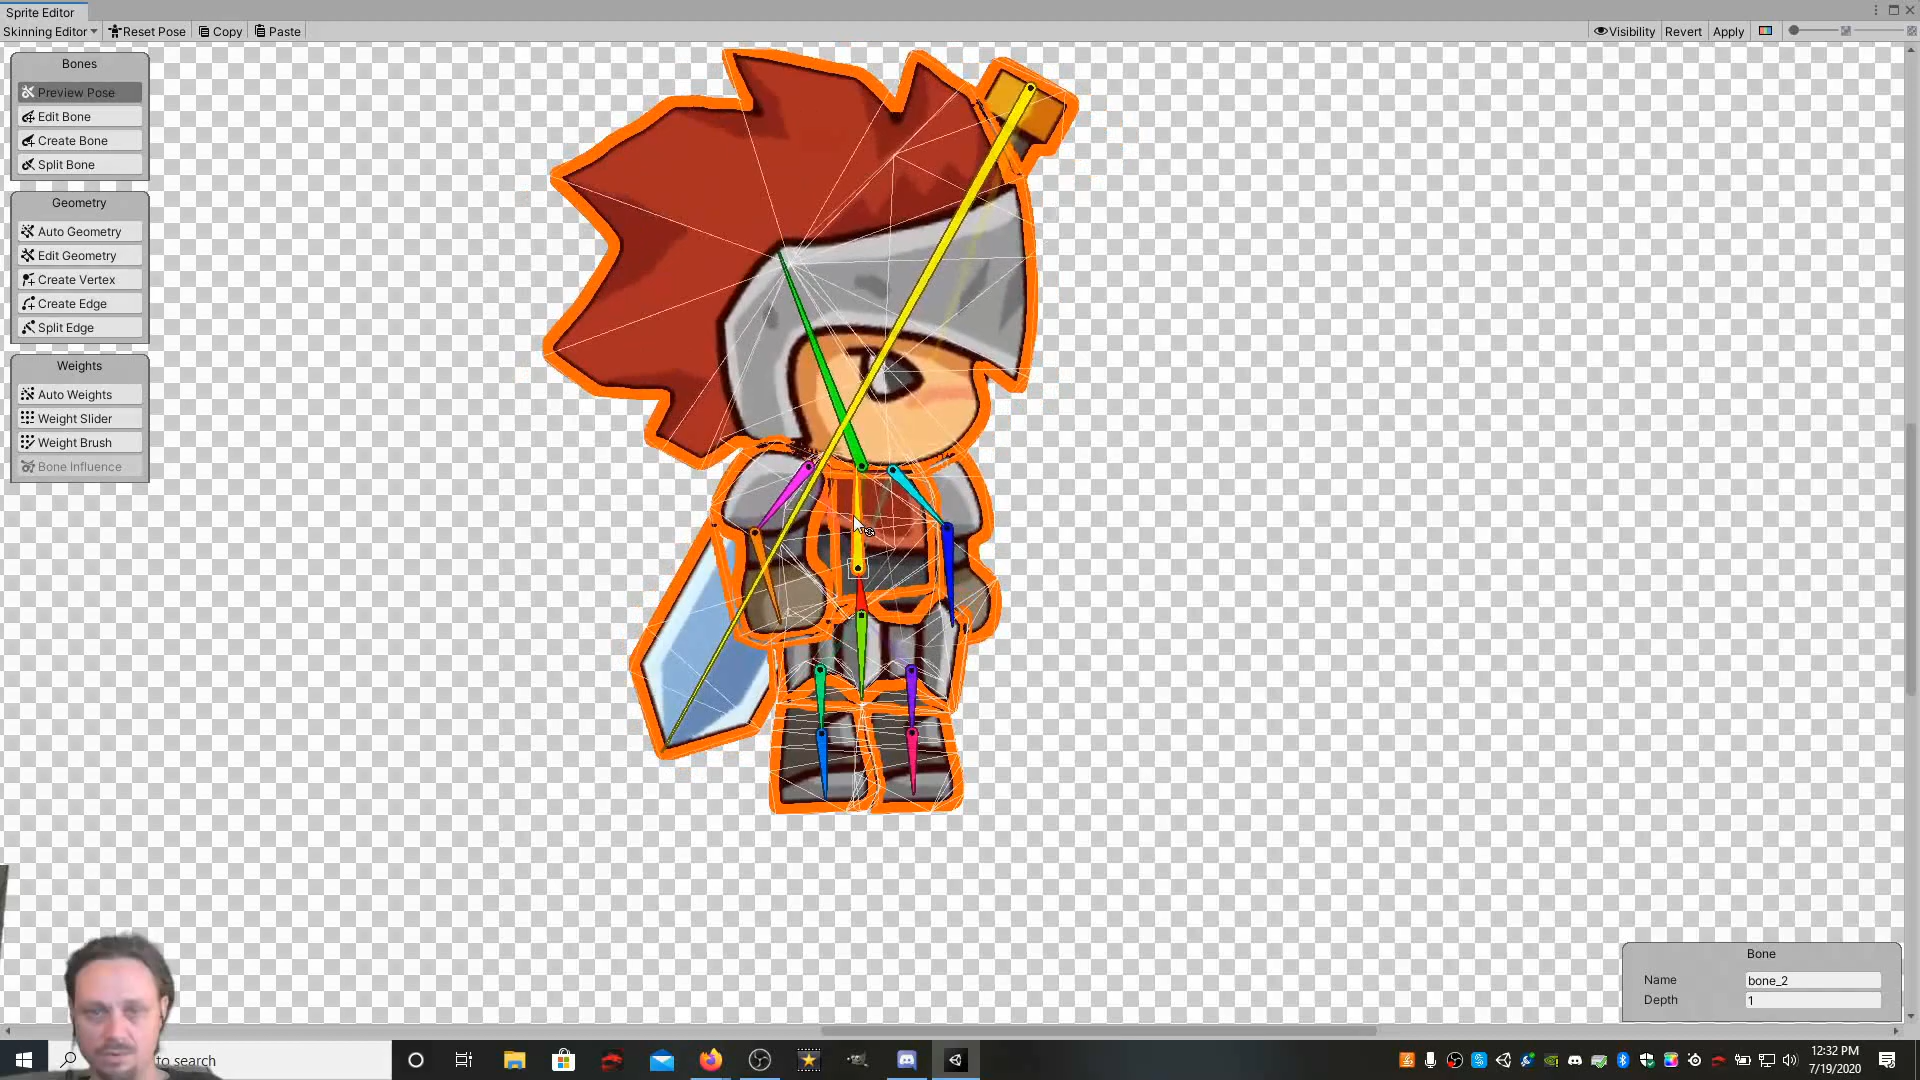 Sprite Editor
Skinning Editor Reset Pose Copy Paste Visibility Revert Apply
Bones
Preview Pose
Edit Bone
Create Bone
Split Bone
Geometry
Auto Geometry
Edit Geometry
Create Vertex
Create Edge
Split Edge
Weights
Auto Weights
Weight Slider
Weight Brush
Bone Influence
Bone
Name bone_2
Depth 1
to search
12:32 PM
7/19/2020